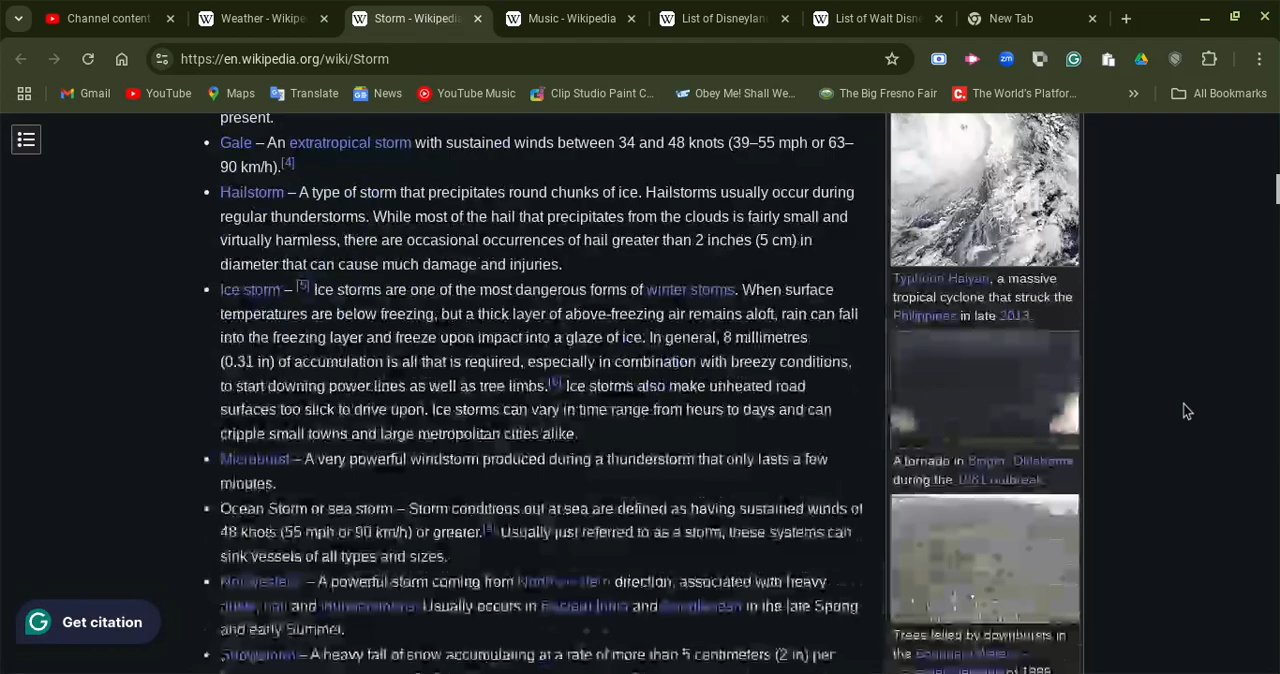 Channel content
Weather - Wikipe
Storm - Wikipedia
Music - Wikipedia
List of Disneylan
List of Walt Disne
New Tab
https://en.wikipedia.org/wiki/Storm
Gmail
YouTube
Maps
Translate
News
YouTube Music
Clip Studio Paint C...
Obey Me! Shall We...
The Big Fresno Fair
The World's Platfor...
All Bookmarks
present.
• Gale – An extratropical storm with sustained winds between 34 and 48 knots (39–55 mph or 63–
90 km/h).[4]
• Hailstorm – A type of storm that precipitates round chunks of ice. Hailstorms usually occur during
regular thunderstorms. While most of the hail that precipitates from the clouds is fairly small and
virtually harmless, there are occasional occurrences of hail greater than 2 inches (5 cm) in
diameter that can cause much damage and injuries.
• Ice storm – [5] Ice storms are one of the most dangerous forms of winter storms. When surface
temperatures are below freezing, but a thick layer of above-freezing air remains aloft, rain can fall
into the freezing layer and freeze upon impact into a glaze of ice. In general, 8 millimetres
(0.31 in) of accumulation is all that is required, especially in combination with breezy conditions,
to start downing power lines as well as tree limbs.[6] Ice storms also make unheated road
surfaces too slick to drive upon. Ice storms can vary in time range from hours to days and can
cripple small towns and large metropolitan cities alike.
• Microburst – A very powerful windstorm produced during a thunderstorm that only lasts a few
minutes.
• Ocean Storm or sea storm – Storm conditions out at sea are defined as having sustained winds of
48 knots (55 mph or 90 km/h) or greater. Usually just referred to as a storm, these systems can
sink vessels of all types and sizes.
• – A powerful storm coming from direction, associated with heavy
and Usually occurs in and in the late Spring
and early Summer.
• Snowstorm – A heavy fall of snow accumulating at a rate of more than 5 centimeters (2 in) per
Typhoon Haiyan, a massive
tropical cyclone that struck the
Philippines in late 2013.
A tornado in Binger, Oklahoma
during the 1981 outbreak.
Trees felled by downbursts in
the
1999
Get citation